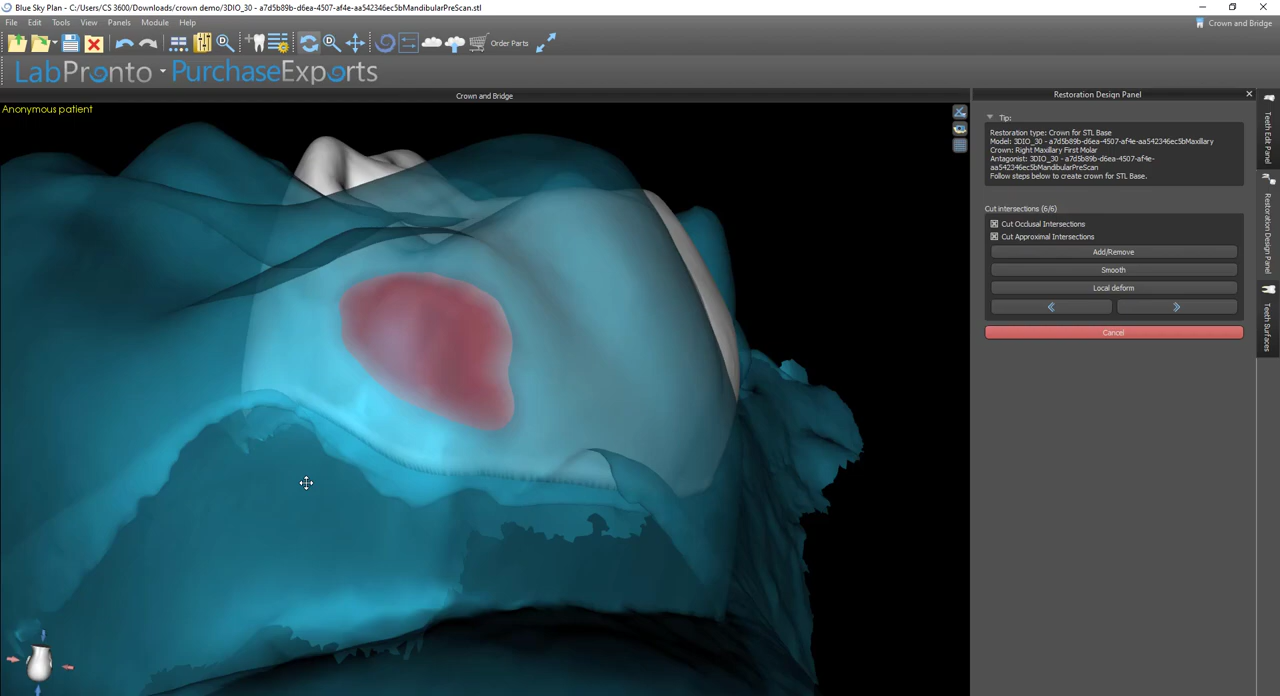 Blue Sky Plan - C:/Users/CS 3600/Downloads/crown demo/3DIO_30 - a7d5b89b-d6ea-4507-af4e-aa542346ec5bMandibularPreScan.stl
File Edit Tools View Panels Module Help
Crown and Bridge
Order Parts
LabPronto PurchaseExports
Crown and Bridge
Restoration Design Panel
Anonymous patient
Tip:
Restoration type: Crown for STL Base
Model: 3DIO_30 - a7d5b89b-d6ea-4507-af4e-aa542346ec5bMaxillary
Crown: Right Maxillary First Molar
Antagonist: 3DIO_30 - a7d5b89b-d6ea-4507-af4e-
aa542346ec5bMandibularPreScan
Follow steps below to create crown for STL Base.
Cut intersections (6/6)
Cut Occlusal Intersections
Cut Approximal Intersections
Add/Remove
Smooth
Local deform
Cancel
Teeth Edit Panel
Restoration Design Panel
Teeth Surfaces